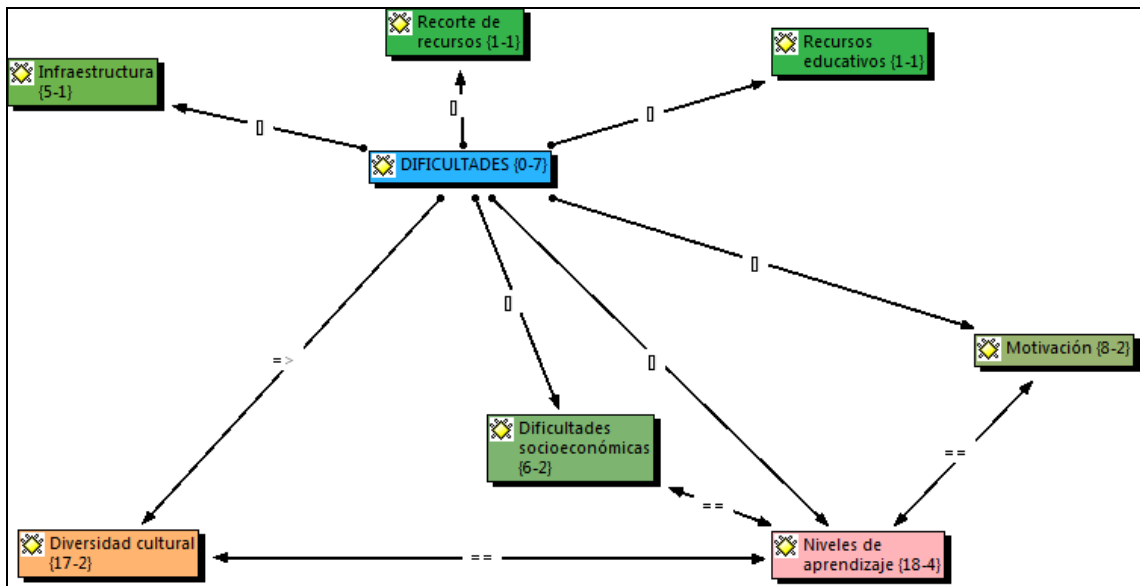 Recorte de
recursos {1-1}
Recursos
educativos {1-1}
Infraestructura
{5-1}
[]
[]
[]
DIFICULTADES {0-7}
[]
[]
=>
[]
Motivación {8-2}
Dificultades
socioeconómicas
{6-2}
==
==
Diversidad cultural
{17-2}
==
Niveles de
aprendizaje {18-4}